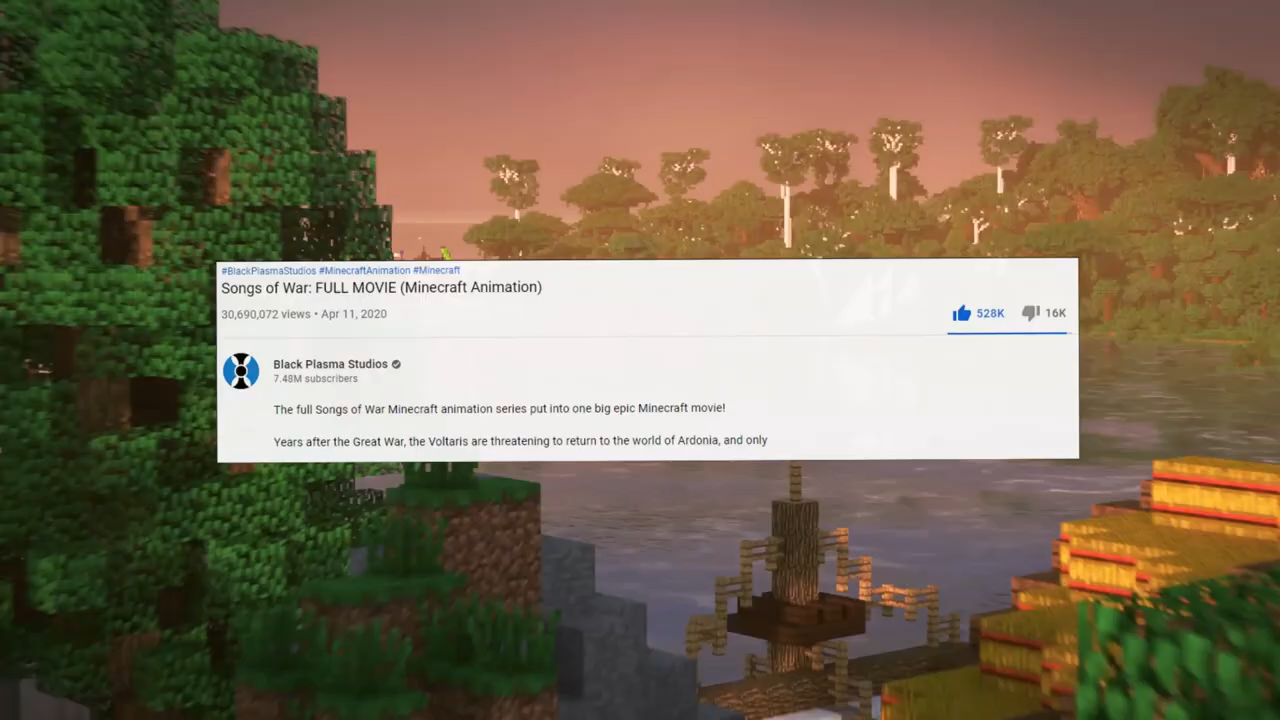 #BlackPlasmaStudios #MinecraftAnimation #Minecraft
Songs of War: FULL MOVIE (Minecraft Animation)
30,690,072 views • Apr 11, 2020
528K
16K
Black Plasma Studios
7.48M subscribers
The full Songs of War Minecraft animation series put into one big epic Minecraft movie!
Years after the Great War, the Voltaris are threatening to return to the world of Ardonia, and only